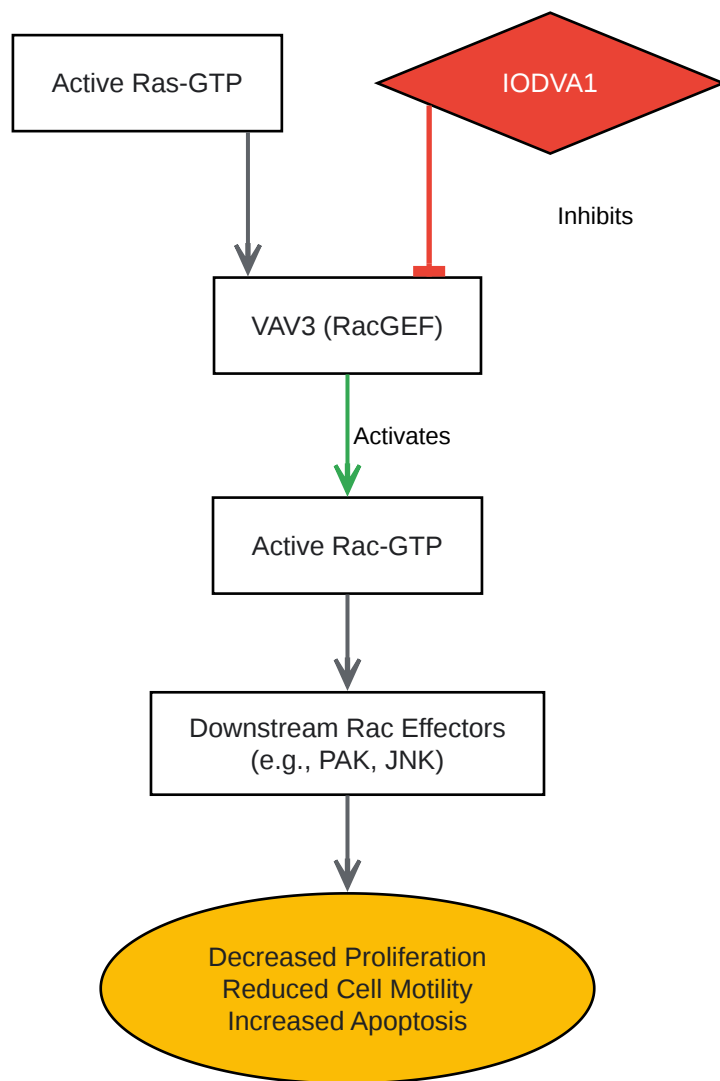 Active Ras-GTP
IODVA1
Inhibits
VAV3 (RacGEF)
Activates
Active Rac-GTP
Downstream Rac Effectors
(e.g., PAK, JNK)
Decreased Proliferation
Reduced Cell Motility
Increased Apoptosis